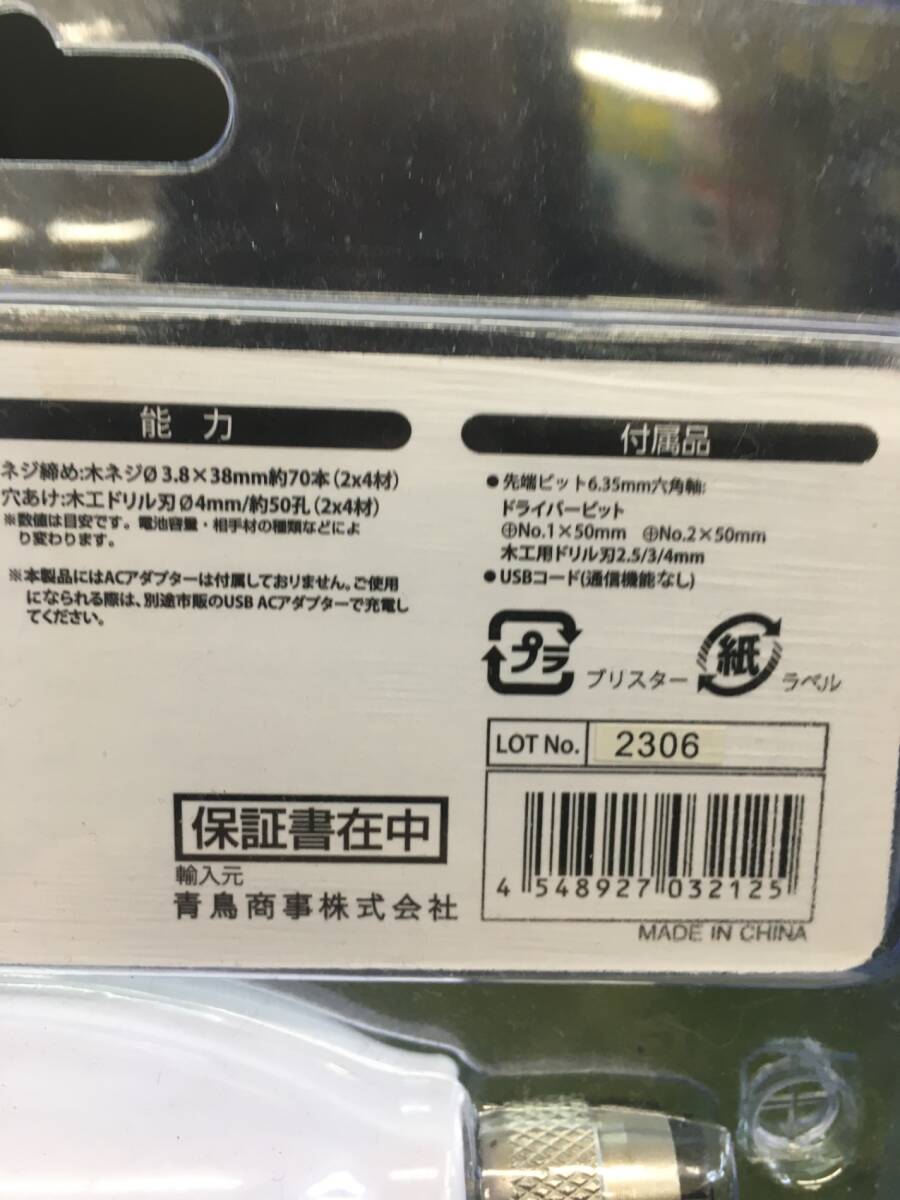 能力
ネジ締め:木ネジØ3.8×38mm約70本(2x4材)
穴あけ:木工ドリル刃Ø4mm/約50孔(2x4材)
※数値は目安です。電池容量・相手材の種類などによ
り変わります。
※本製品にはACアダプターは付属しておりません。ご使用
になられる際は、別途市販のUSB ACアダプターで充電し
てください。
付属品
●先端ビット6.35mm六角軸:
ドライバービット
⊕No.1×50mm ⊕No.2×50mm
木工用ドリル刃2.5/3/4mm
●USBコード(通信機能なし)
プラ ブリスター
紙 ラベル
LOT No. 2306
保証書在中
輸入元
青鳥商事株式会社
4 548927 032125
MADE IN CHINA